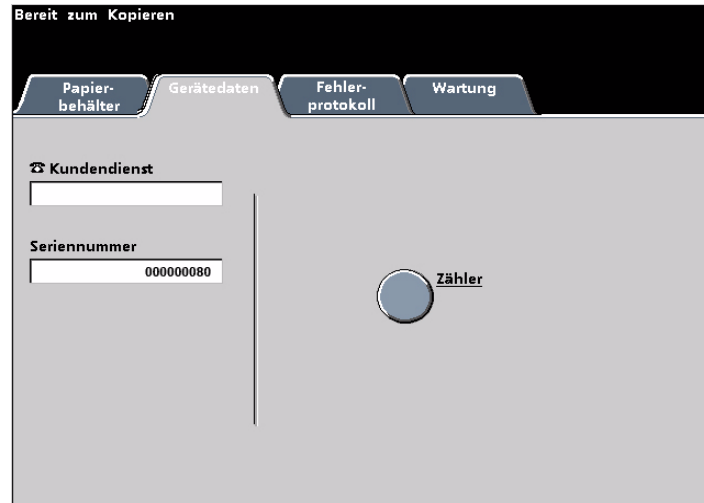 Bereit zum Kopieren
Papier-
behälter
Gerätedaten
Fehler-
protokoll
Wartung
☎ Kundendienst
Seriennummer
000000080
Zähler